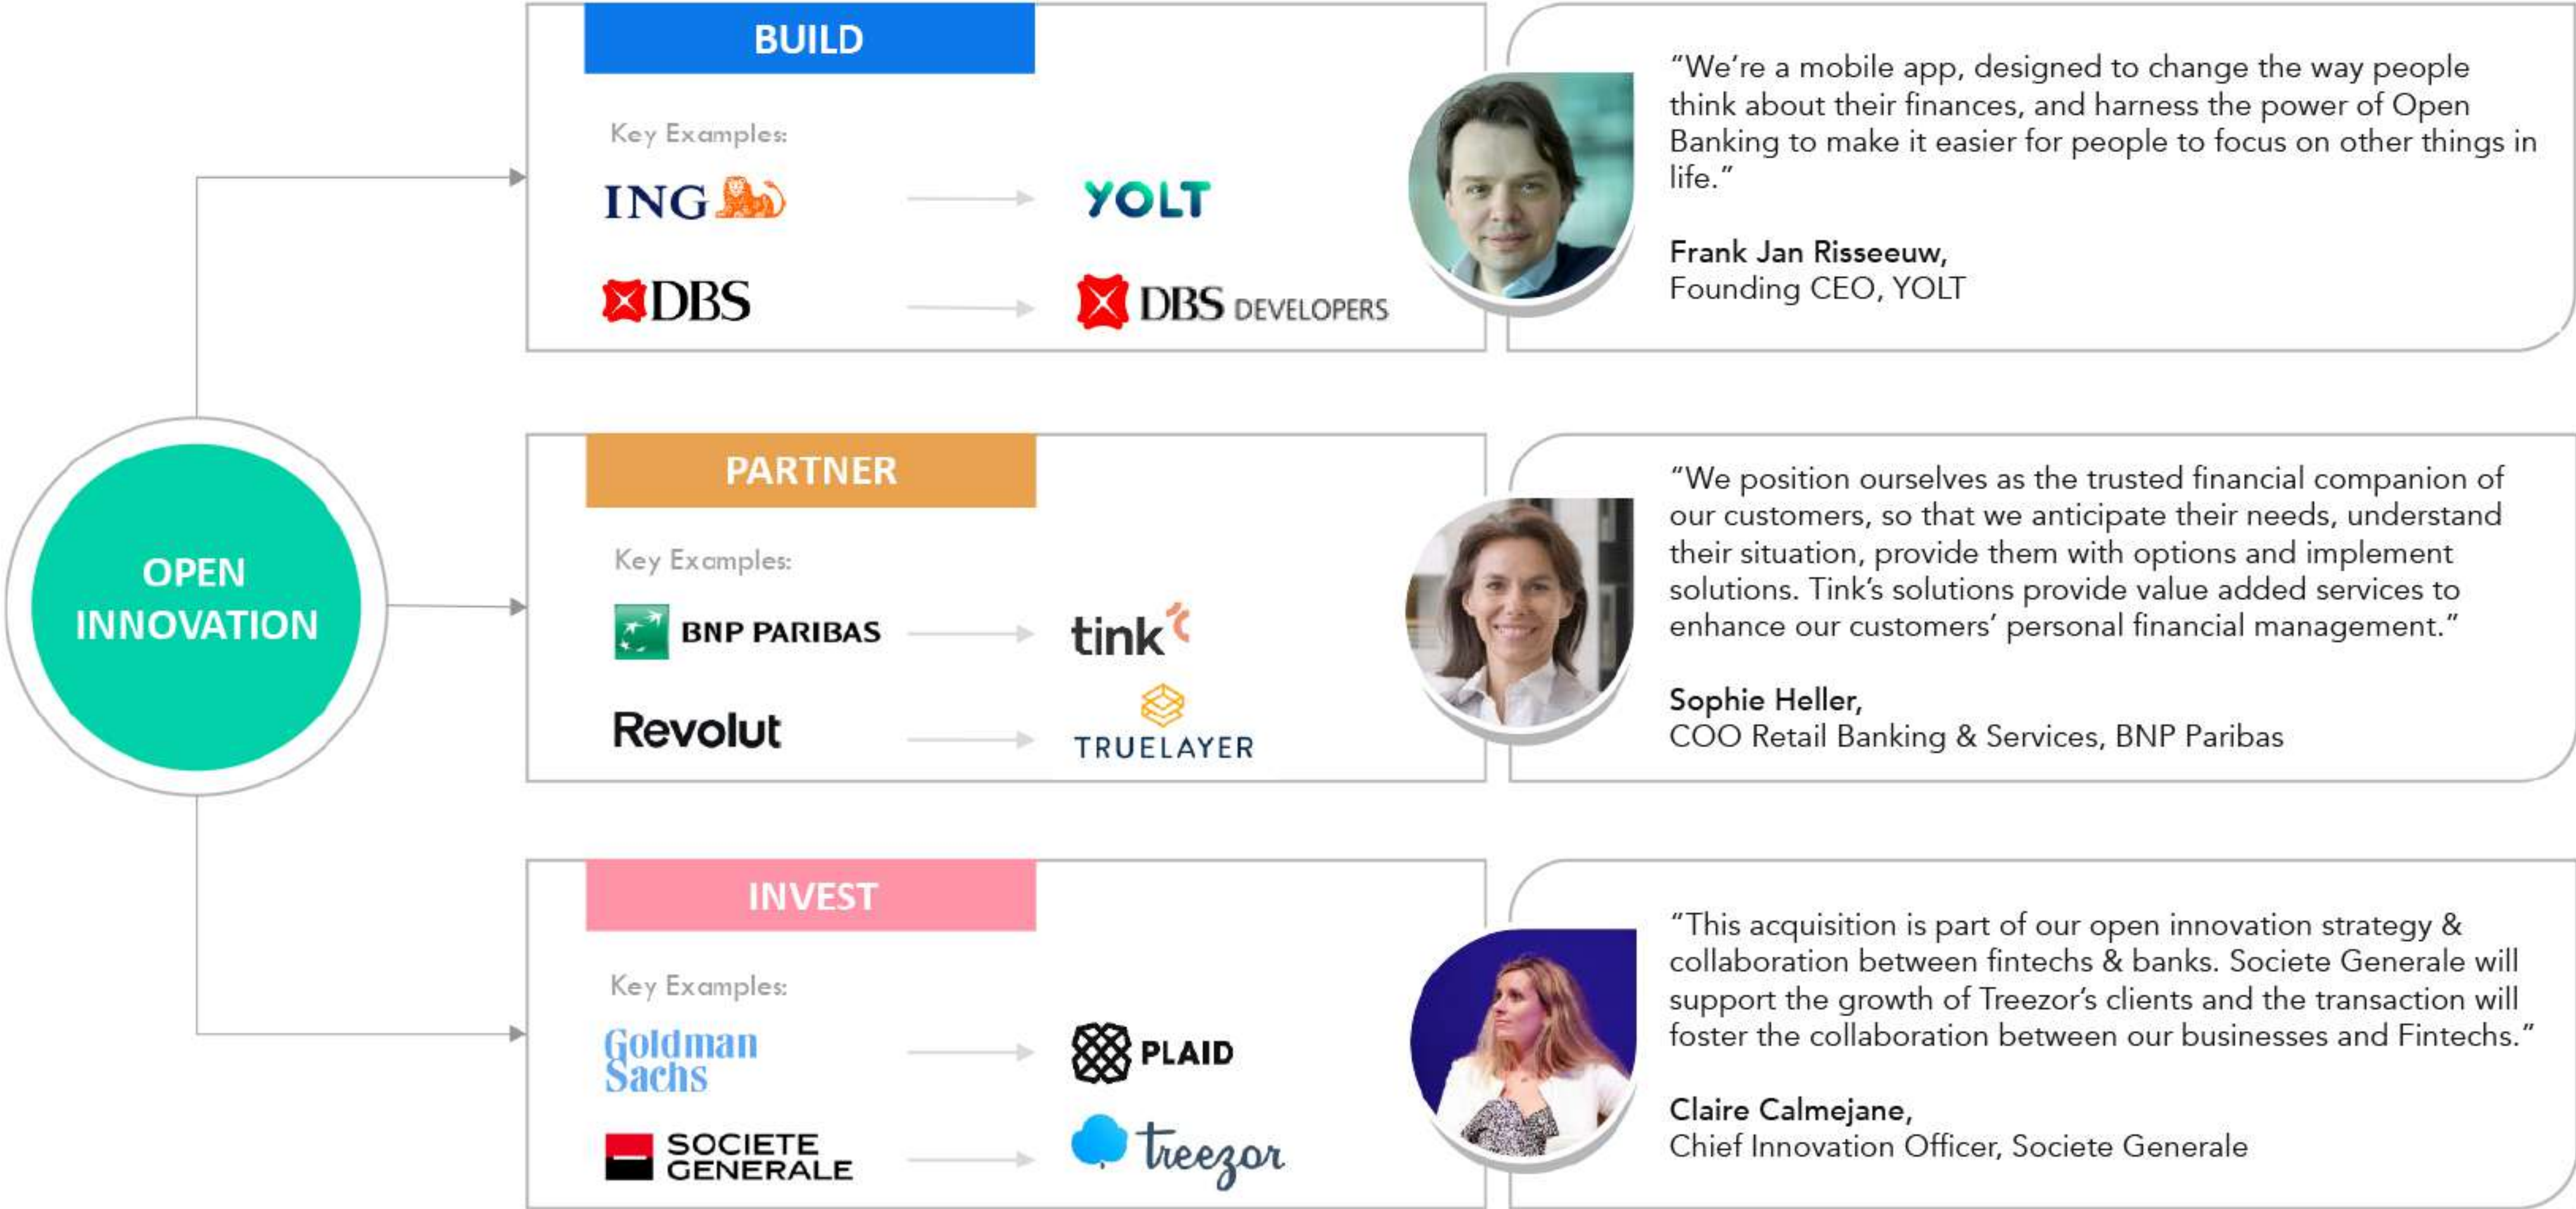 OPEN
INNOVATION
BUILD
Key Examples:
ING
YOLT
DBS
DBS DEVELOPERS
"We're a mobile app, designed to change the way people
think about their finances, and harness the power of Open
Banking to make it easier for people to focus on other things in
life."
Frank Jan Risseeuw,
Founding CEO, YOLT
PARTNER
Key Examples:
BNP PARIBAS
tink
Revolut
TRUELAYER
"We position ourselves as the trusted financial companion of
our customers, so that we anticipate their needs, understand
their situation, provide them with options and implement
solutions. Tink's solutions provide value added services to
enhance our customers' personal financial management."
Sophie Heller,
COO Retail Banking & Services, BNP Paribas
INVEST
Key Examples:
Goldman
Sachs
PLAID
SOCIETE
GENERALE
treezor
"This acquisition is part of our open innovation strategy &
collaboration between fintechs & banks. Societe Generale will
support the growth of Treezor's clients and the transaction will
foster the collaboration between our businesses and Fintechs."
Claire Calmejane,
Chief Innovation Officer, Societe Generale